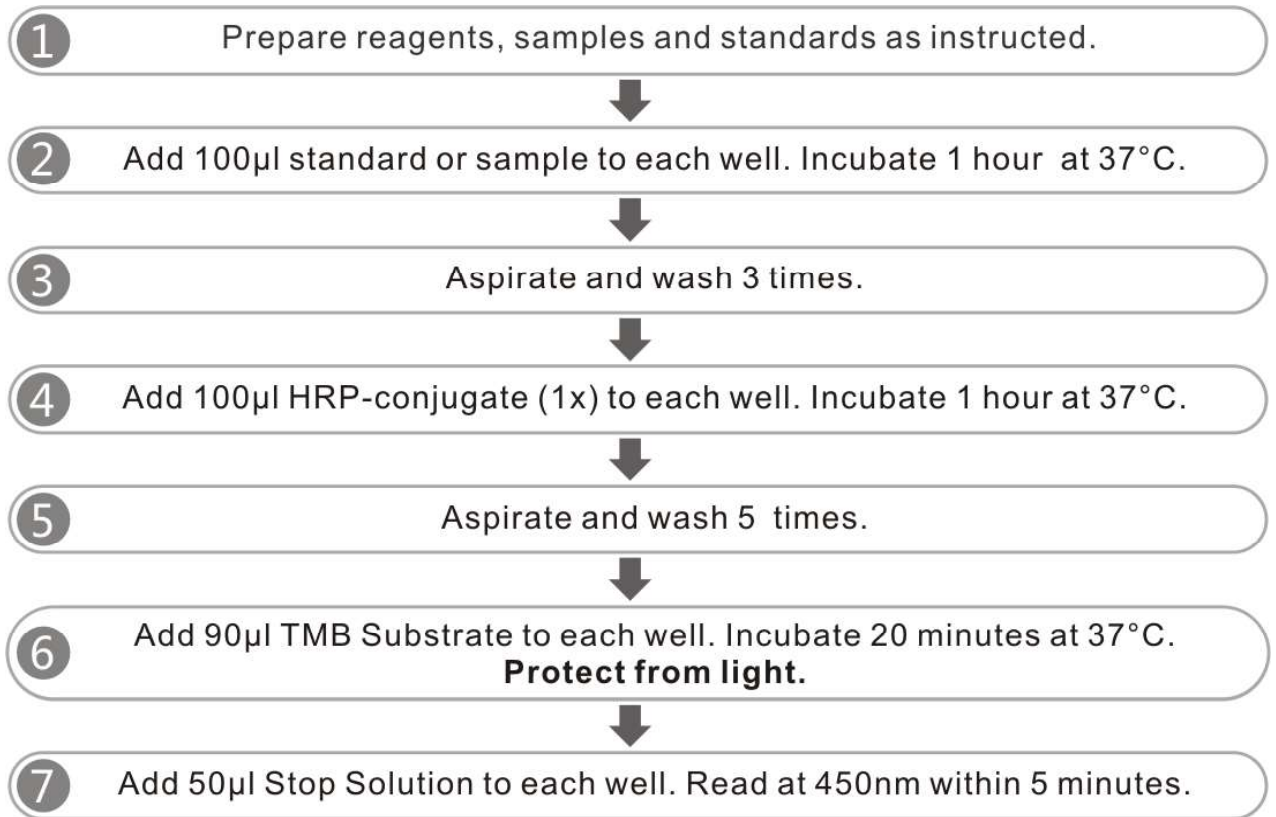 1 Prepare reagents, samples and standards as instructed.
2 Add 100µl standard or sample to each well. Incubate 1 hour at 37°C.
3 Aspirate and wash 3 times.
4 Add 100µl HRP-conjugate (1x) to each well. Incubate 1 hour at 37°C.
5 Aspirate and wash 5 times.
6 Add 90µl TMB Substrate to each well. Incubate 20 minutes at 37°C.
Protect from light.
7 Add 50µl Stop Solution to each well. Read at 450nm within 5 minutes.